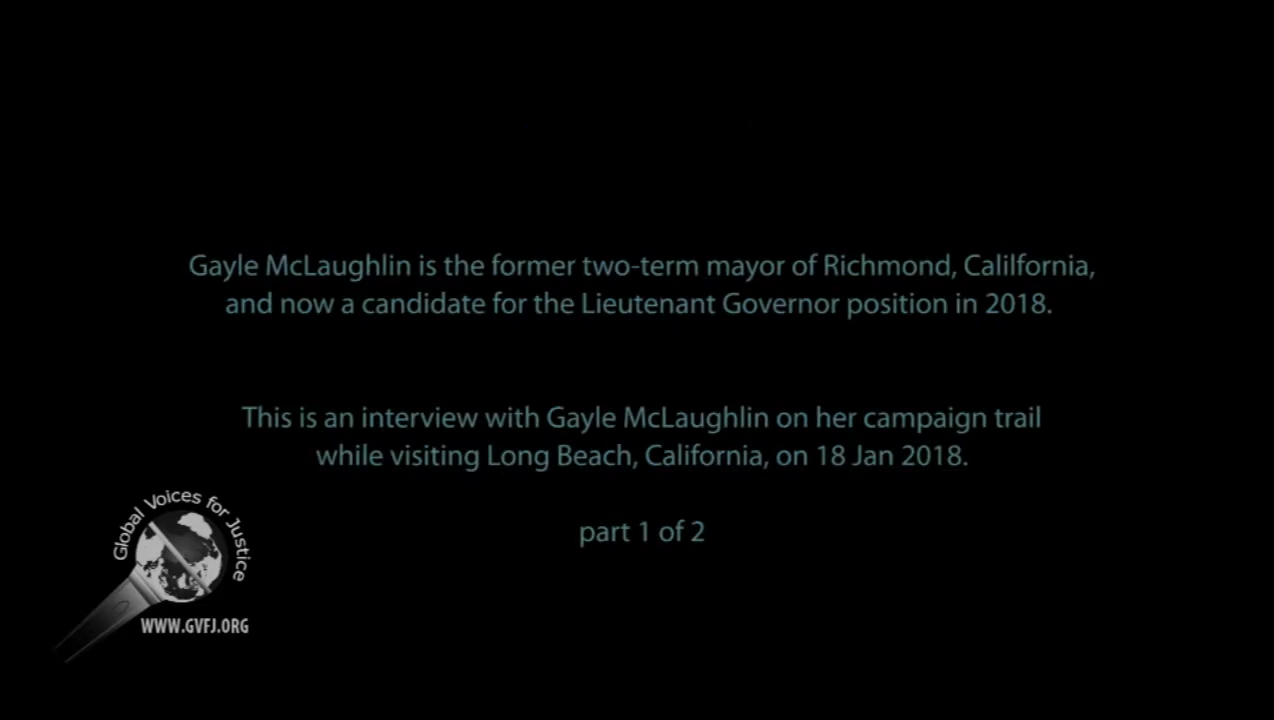 Gayle McLaughlin is the former two-term mayor of Richmond, Calilfornia,
and now a candidate for the Lieutenant Governor position in 2018.
This is an interview with Gayle McLaughlin on her campaign trail
while visiting Long Beach, California, on 18 Jan 2018.
part 1 of 2
Global Voices for Justice
WWW.GVFJ.ORG